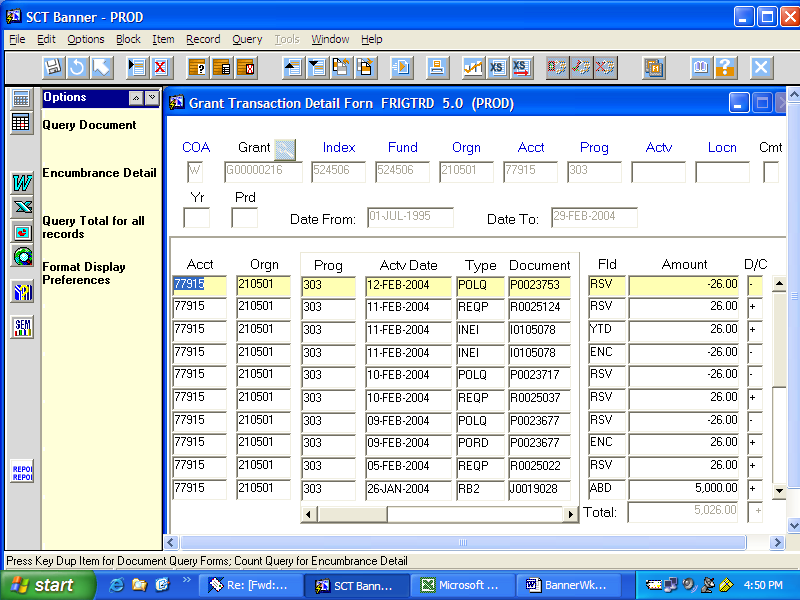 SCT Banner - PROD
File Edit Options Block Item Record Query Tools Window Help
XS XS
Options
Query Document
Encumbrance Detail
Query Total for all
records
Format Display
Preferences
SEM
REPOI
REPOI
Grant Transaction Detail Forn FRIGTRD 5.0 (PROD)
COA Grant Index Fund Orgn Acct Prog Actv Locn Cmt
W G00000216 524506 524506 210501 77915 303
Yr Prd
Date From: 01-JUL-1995 Date To: 29-FEB-2004
Acct Orgn Prog Actv Date Type Document Fld Amount D/C
77915 210501 303 12-FEB-2004 POLQ P0023753 RSV -26.00 -
77915 210501 303 11-FEB-2004 REQP R0025124 RSV 26.00 +
77915 210501 303 11-FEB-2004 INEI I0105078 YTD 26.00 +
77915 210501 303 11-FEB-2004 INEI I0105078 ENC -26.00 -
77915 210501 303 10-FEB-2004 POLQ P0023717 RSV -26.00 -
77915 210501 303 10-FEB-2004 REQP R0025037 RSV 26.00 +
77915 210501 303 09-FEB-2004 POLQ P0023677 RSV -26.00 -
77915 210501 303 09-FEB-2004 PORD P0023677 ENC 26.00 +
77915 210501 303 05-FEB-2004 REQP R0025022 RSV 26.00 +
77915 210501 303 26-JAN-2004 RB2 J0019028 ABD 5,000.00 +
Total: 5,026.00 +
Press Key Dup Item for Document Query Forms; Count Query for Encumbrance Detail
start Re: [Fwd:... SCT Bann... Microsoft ... BannerWk... 4:50 PM